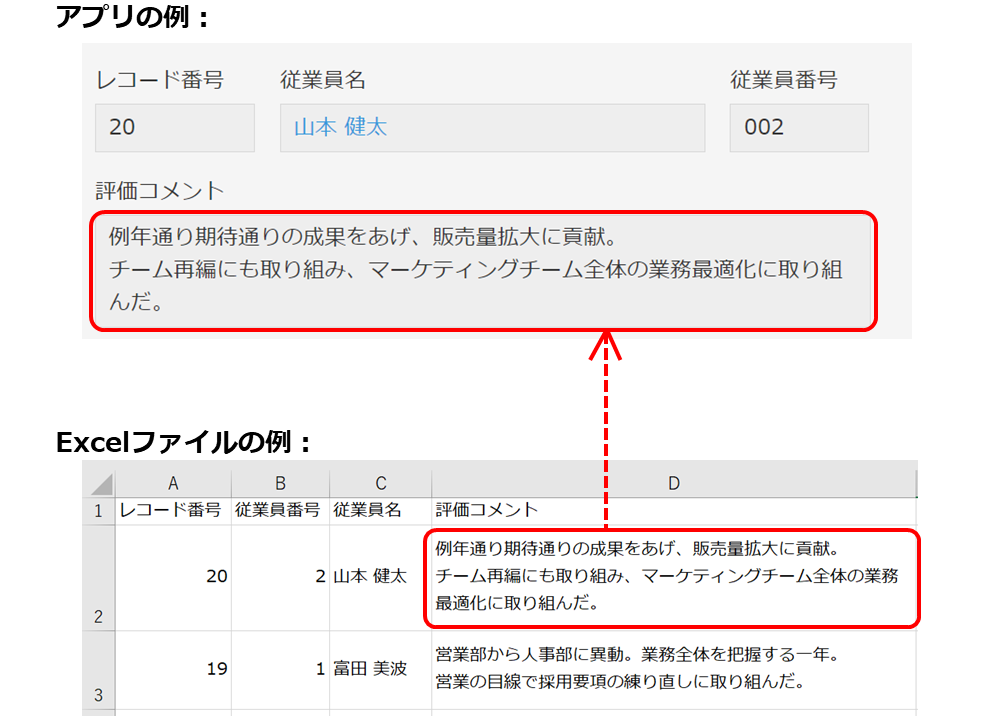 アプリの例：
レコード番号 従業員名 従業員番号
20 山本 健太 002
評価コメント
例年通り期待通りの成果をあげ、販売量拡大に貢献。
チーム再編にも取り組み、マーケティングチーム全体の業務最適化に取り組
んだ。
Excelファイルの例：
A B C D
1 レコード番号 従業員番号 従業員名 評価コメント
例年通り期待通りの成果をあげ、販売量拡大に貢献。
20 2 山本 健太 チーム再編にも取り組み、マーケティングチーム全体の業務
最適化に取り組んだ。
2
営業部から人事部に異動。業務全体を把握する一年。
19 1 富田 美波
営業の目線で採用要項の練り直しに取り組んだ。
3